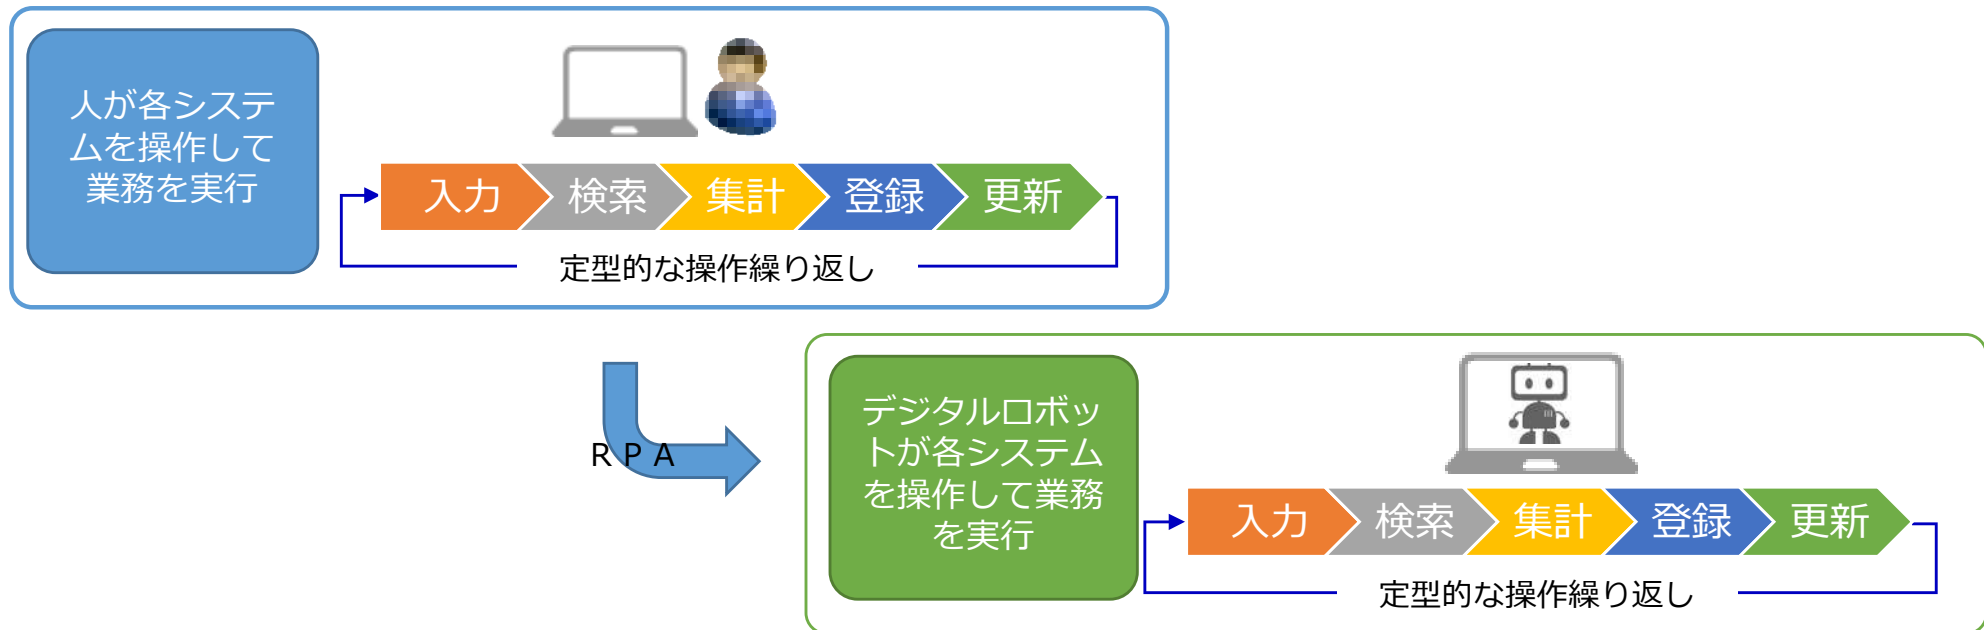 人が各システ
ムを操作して
業務を実行
入力 検索 集計 登録 更新
定型的な操作繰り返し
ＲＰＡ
デジタルロボッ
トが各システム
を操作して業務
を実行
入力 検索 集計 登録 更新
定型的な操作繰り返し